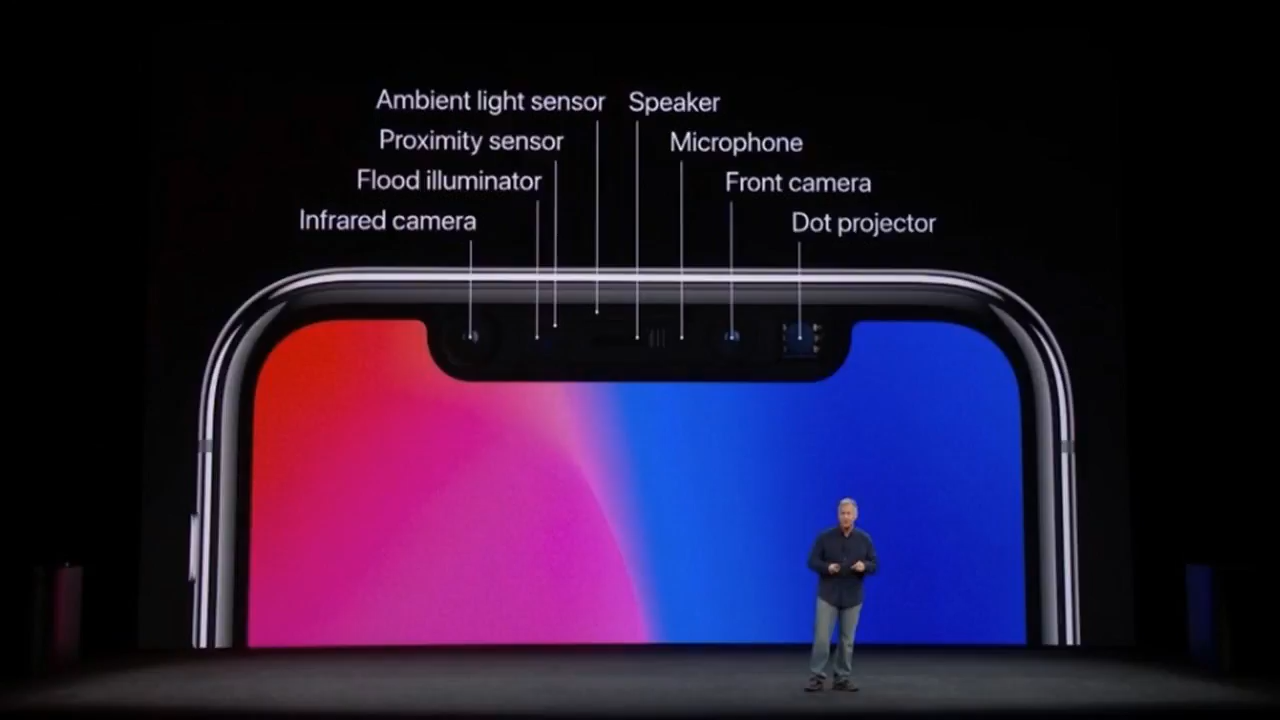 Ambient light sensor
Speaker
Proximity sensor
Microphone
Flood illuminator
Front camera
Infrared camera
Dot projector